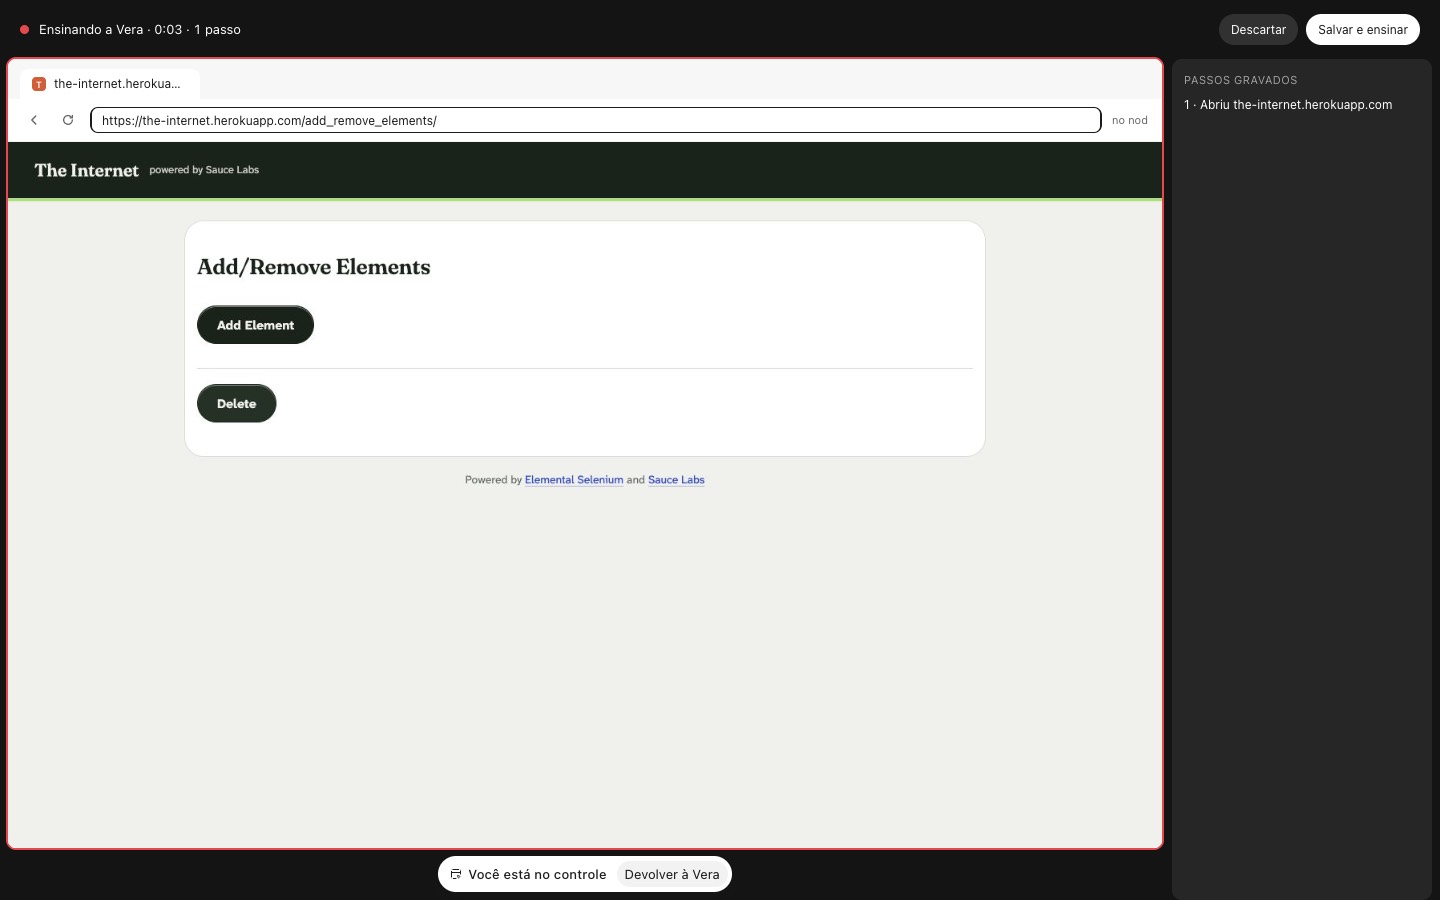 Ensinando a Vera · 0:03 · 1 passo
Descartar
Salvar e ensinar
T the-internet.herokua...
https://the-internet.herokuapp.com/add_remove_elements/
no nod
The Internet powered by Sauce Labs
Add/Remove Elements
Add Element
Delete
Powered by Elemental Selenium and Sauce Labs
PASSOS GRAVADOS
1 · Abriu the-internet.herokuapp.com
Você está no controle
Devolver à Vera